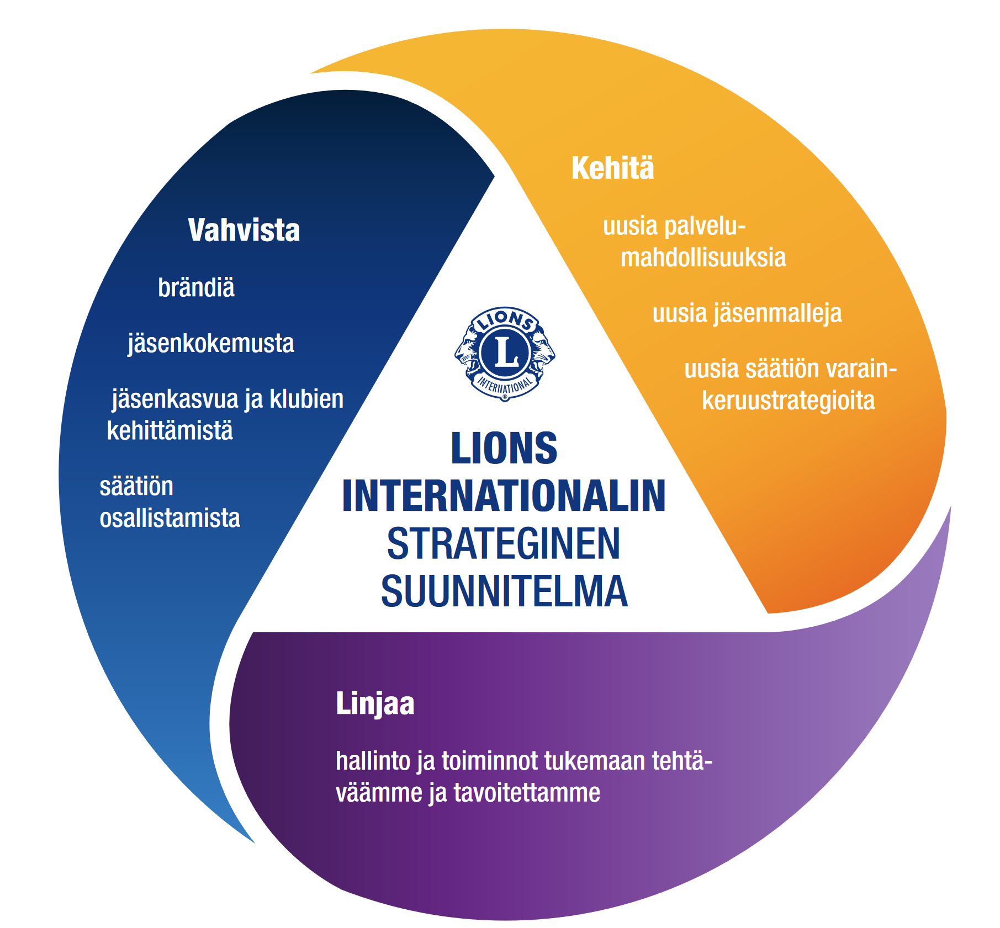 Vahvista
brändiä
jäsenkokemusta
jäsenkasvua ja klubien
kehittämistä
säätiön
osallistamista
Kehitä
uusia palvelu-
mahdollisuuksia
uusia jäsenmalleja
uusia säätiön varain-
keruustrategioita
LIONS
L
INTERNATIONAL
®
LIONS
INTERNATIONALIN
STRATEGINEN
SUUNNITELMA
Linjaa
hallinto ja toiminnot tukemaan tehtä-
väämme ja tavoitettamme